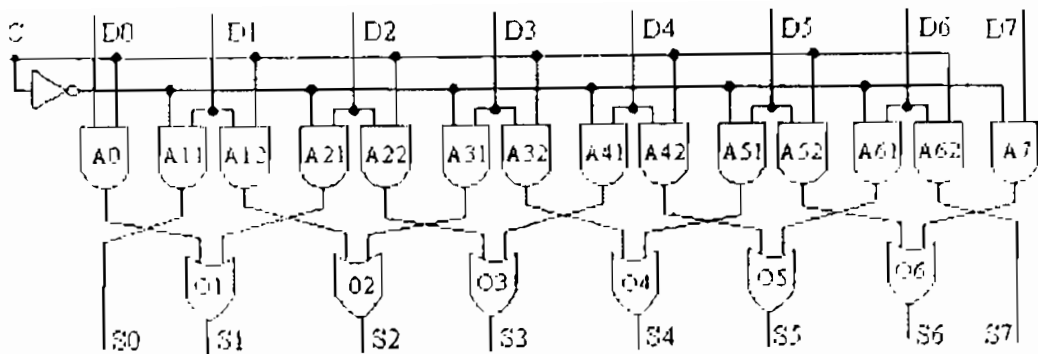 C D0 D1 D2 D3 D4 D5 D6 D7
A0 A11 A12 A21 A22 A31 A32 A41 A42 A51 A52 A61 A62 A7
O1 O2 O3 O4 O5 O6
S0 S1 S2 S3 S4 S5 S6 S7